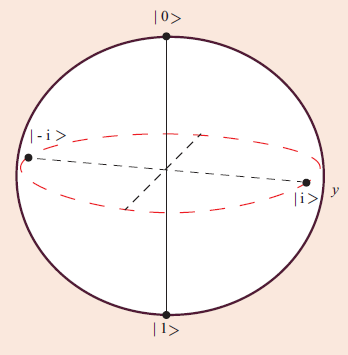 | 0 >
| - i >
| i >
y
| 1 >